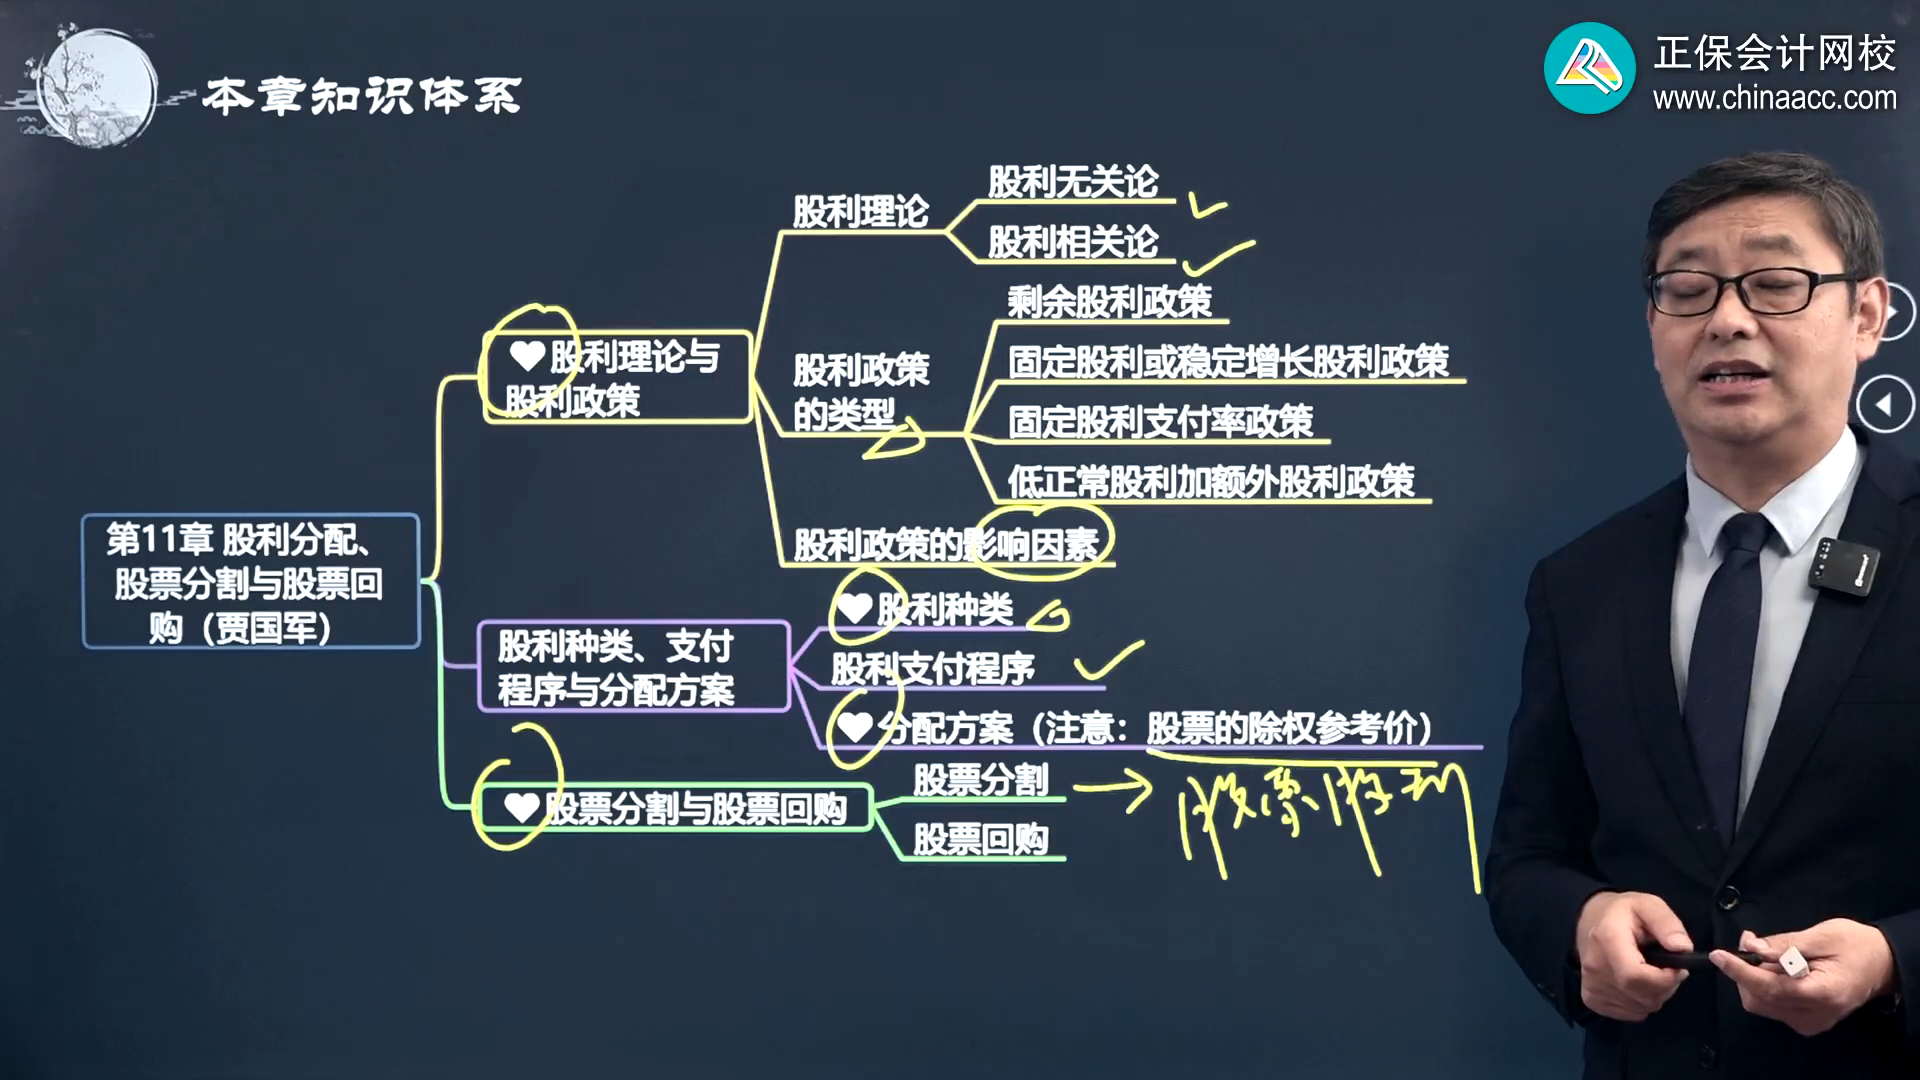 本章知识体系
正保会计网校
www.chinaacc.com
第11章 股利分配、
股票分割与股票回
购（贾国军）
股利理论与
股利政策
股利理论
股利无关论
股利相关论
股利政策
的类型
剩余股利政策
固定股利或稳定增长股利政策
固定股利支付率政策
低正常股利加额外股利政策
股利政策的影响因素
股利种类、支付
程序与分配方案
股利种类
股利支付程序
分配方案（注意：股票的除权参考价）
股票分割与股票回购
股票分割
股票股利
股票回购